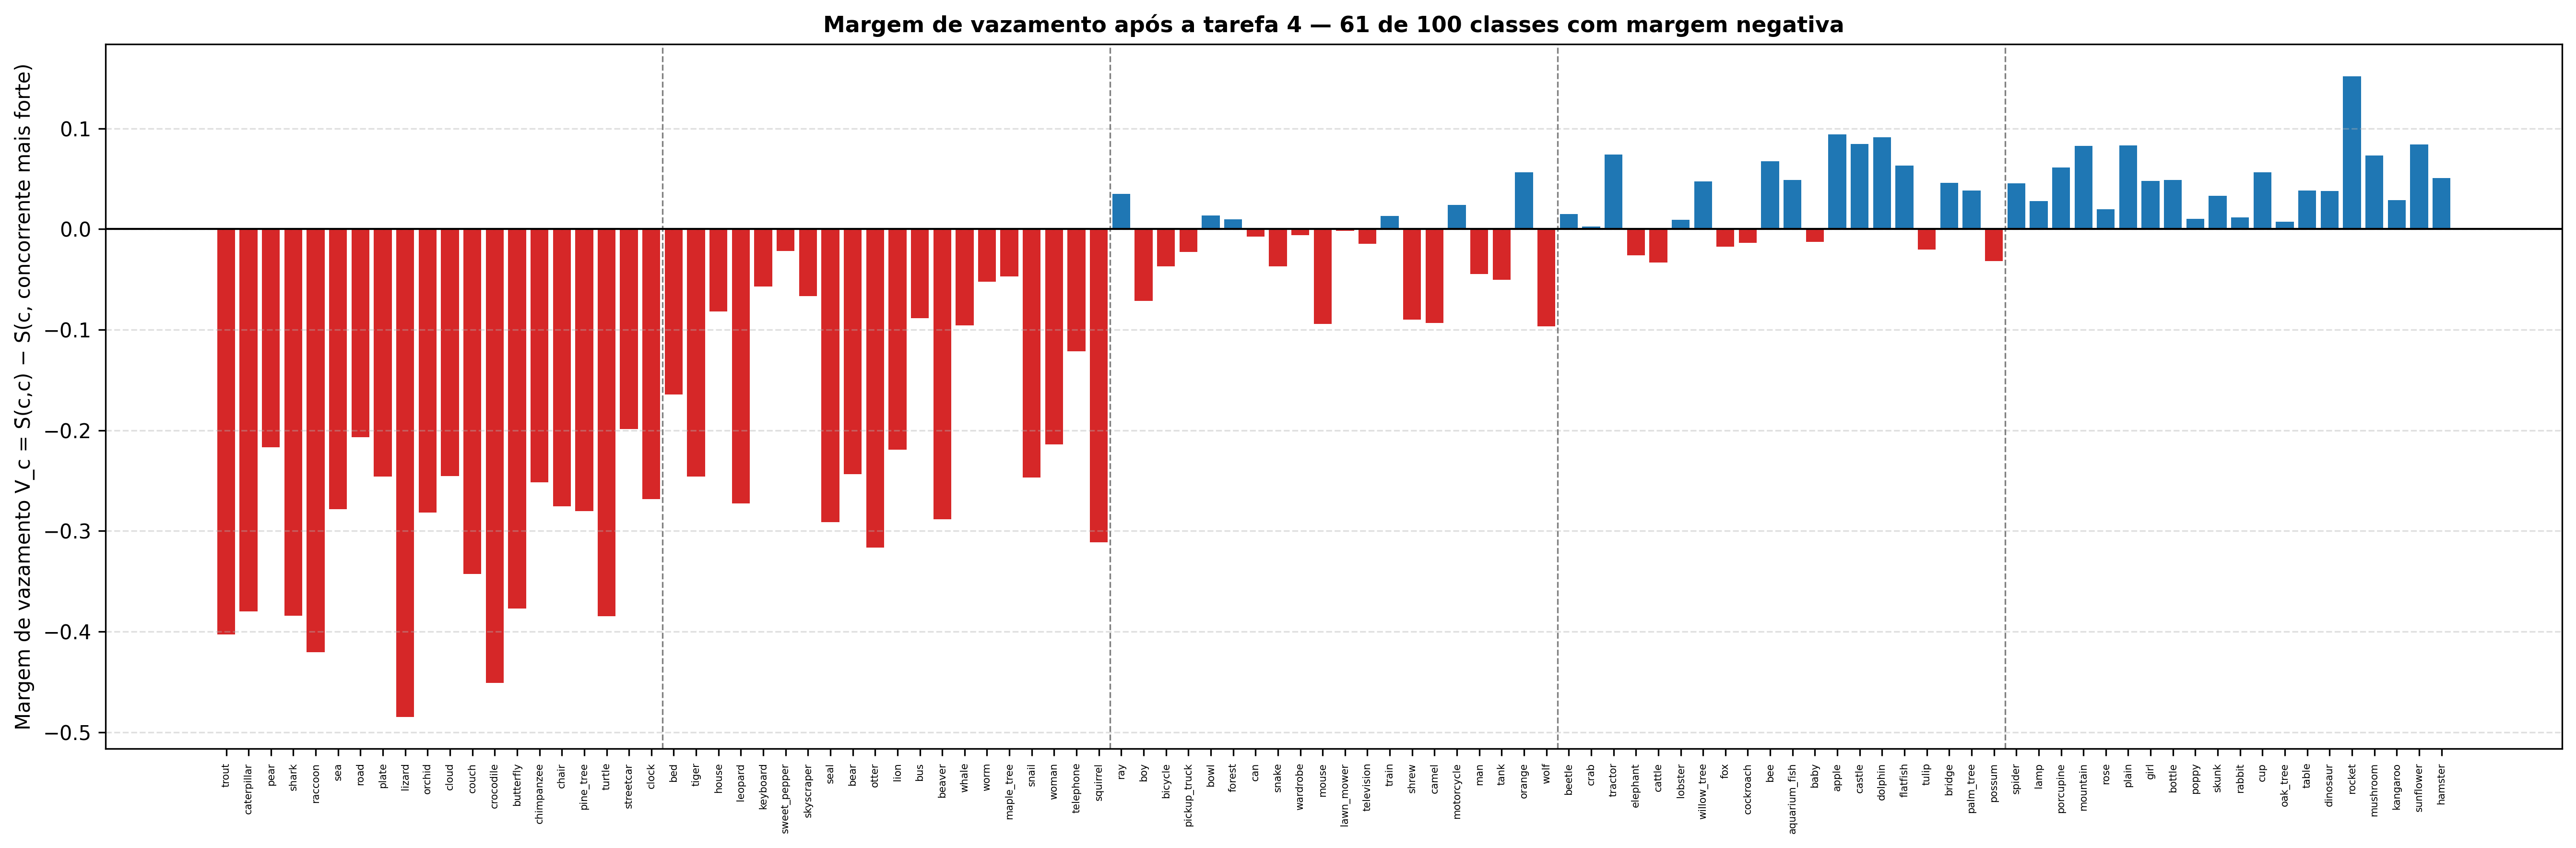 Margem de vazamento após a tarefa 4 — 61 de 100 classes com margem negativa
Margem de vazamento V_c = S(c,c) − S(c, concorrente mais forte)
0.1
0.0
−0.1
−0.2
−0.3
−0.4
−0.5
trout
caterpillar
pear
shark
raccoon
sea
road
plate
lizard
orchid
cloud
couch
crocodile
butterfly
chimpanzee
chair
pine_tree
turtle
streetcar
clock
bed
tiger
house
leopard
keyboard
sweet_pepper
skyscraper
seal
bear
otter
lion
bus
beaver
whale
worm
maple_tree
snail
woman
telephone
squirrel
ray
boy
bicycle
pickup_truck
bowl
forest
can
snake
wardrobe
mouse
lawn_mower
television
train
shrew
camel
motorcycle
man
tank
orange
wolf
beetle
crab
tractor
elephant
cattle
lobster
willow_tree
fox
cockroach
bee
aquarium_fish
apple
castle
dolphin
flatfish
tulip
bridge
palm_tree
possum
spider
lamp
porcupine
mountain
rose
plain
girl
bottle
poppy
skunk
rabbit
cup
oak_tree
table
dinosaur
rocket
mushroom
kangaroo
sunflower
hamster